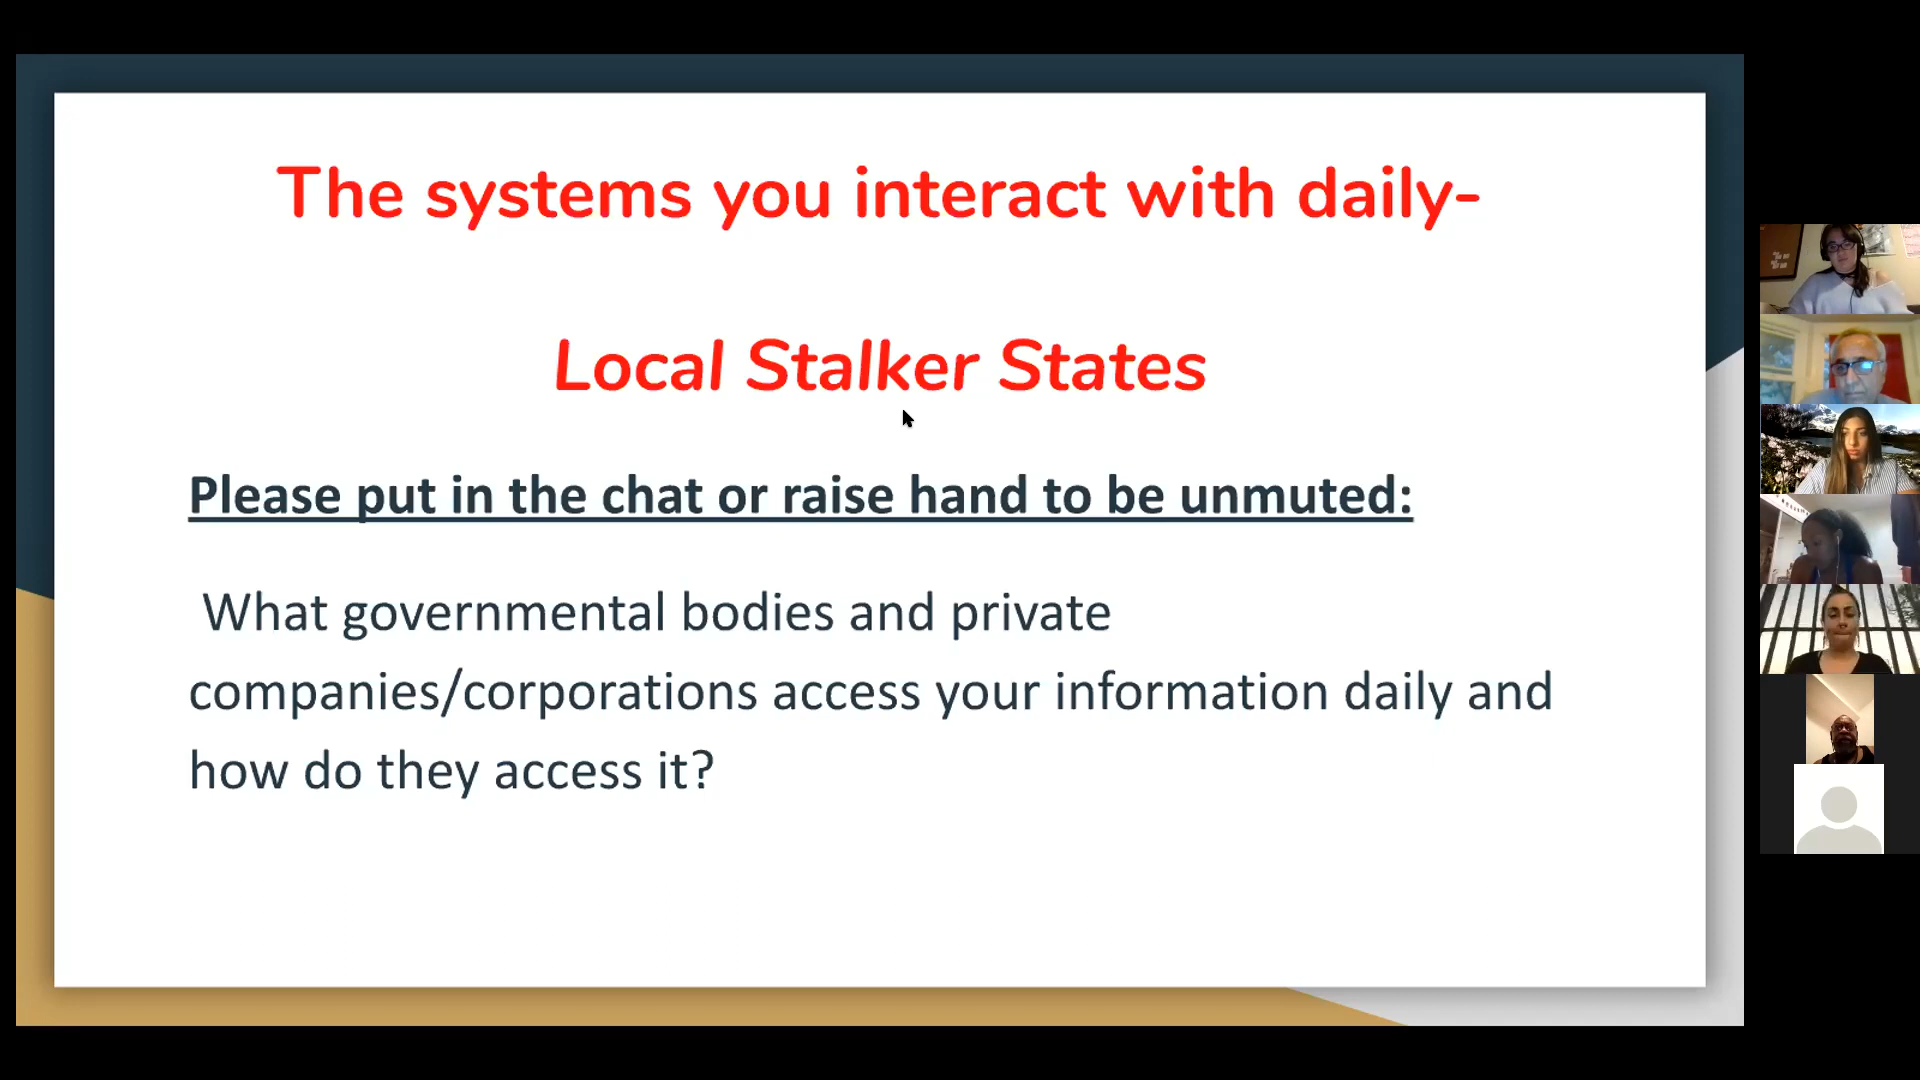 The systems you interact with daily-
Local Stalker States
Please put in the chat or raise hand to be unmuted:
What governmental bodies and private
companies/corporations access your information daily and
how do they access it?